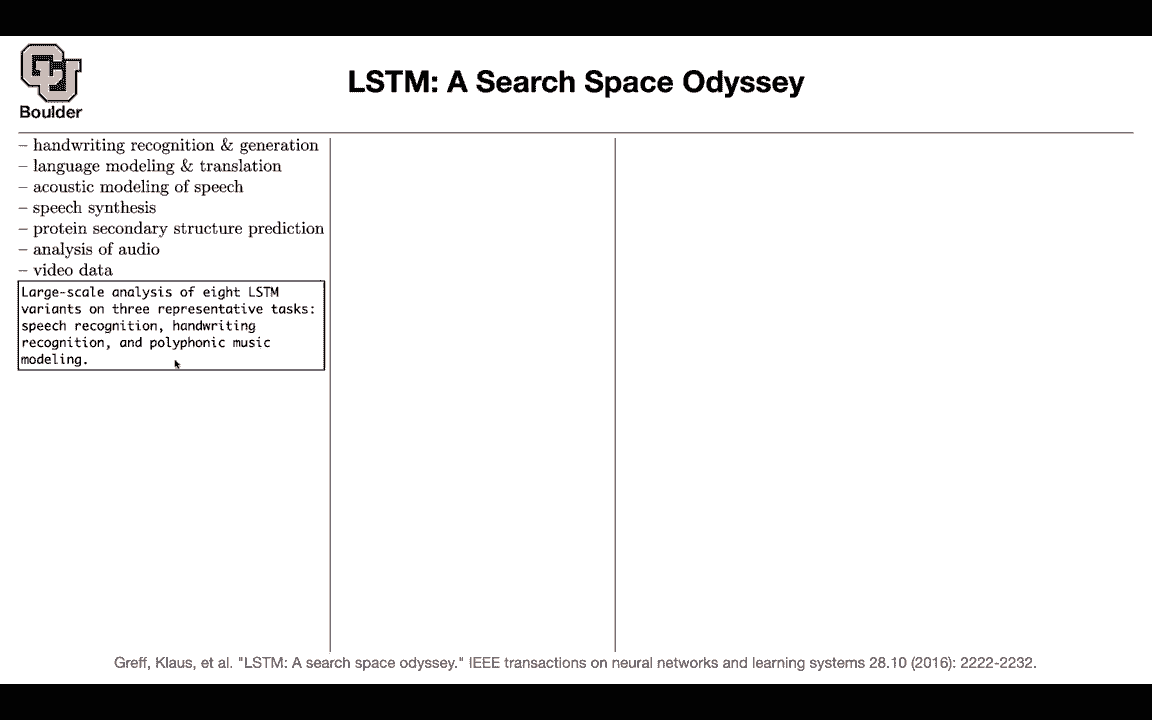 Boulder
LSTM: A Search Space Odyssey
– handwriting recognition & generation
– language modeling & translation
– acoustic modeling of speech
– speech synthesis
– protein secondary structure prediction
– analysis of audio
– video data
Large-scale analysis of eight LSTM
variants on three representative tasks:
speech recognition, handwriting
recognition, and polyphonic music
modeling.
Greff, Klaus, et al. "LSTM: A search space odyssey." IEEE transactions on neural networks and learning systems 28.10 (2016): 2222-2232.